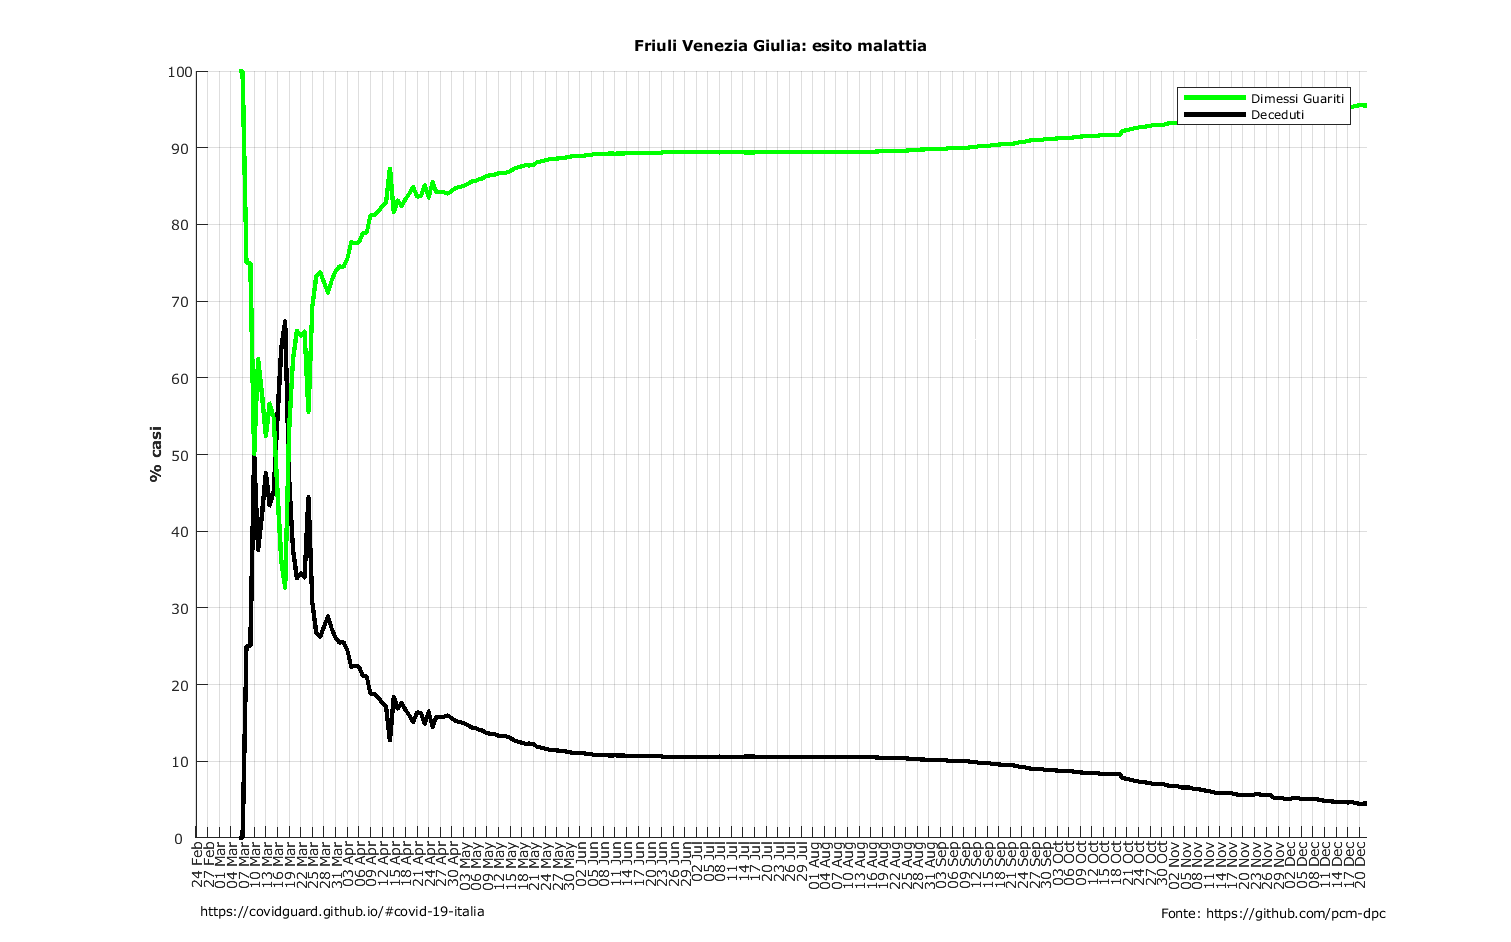 Friuli Venezia Giulia: esito malattia
100
90
80
70
60
50
40
30
20
10
0
% casi
Dimessi Guariti
Deceduti
24 Feb
27 Feb
01 Mar
04 Mar
07 Mar
10 Mar
13 Mar
16 Mar
19 Mar
22 Mar
25 Mar
28 Mar
31 Mar
03 Apr
06 Apr
09 Apr
12 Apr
15 Apr
18 Apr
21 Apr
24 Apr
27 Apr
30 Apr
03 May
06 May
09 May
12 May
15 May
18 May
21 May
24 May
27 May
30 May
02 Jun
05 Jun
08 Jun
11 Jun
14 Jun
17 Jun
20 Jun
23 Jun
26 Jun
29 Jun
02 Jul
05 Jul
08 Jul
11 Jul
14 Jul
17 Jul
20 Jul
23 Jul
26 Jul
29 Jul
01 Aug
04 Aug
07 Aug
10 Aug
13 Aug
16 Aug
19 Aug
22 Aug
25 Aug
28 Aug
31 Aug
03 Sep
06 Sep
09 Sep
12 Sep
15 Sep
18 Sep
21 Sep
24 Sep
27 Sep
30 Sep
03 Oct
06 Oct
09 Oct
12 Oct
15 Oct
18 Oct
21 Oct
24 Oct
27 Oct
30 Oct
02 Nov
05 Nov
08 Nov
11 Nov
14 Nov
17 Nov
20 Nov
23 Nov
26 Nov
29 Nov
02 Dec
05 Dec
08 Dec
11 Dec
14 Dec
17 Dec
20 Dec
https://covidguard.github.io/#covid-19-italia
Fonte: https://github.com/pcm-dpc